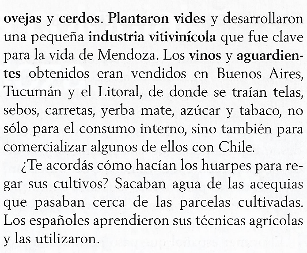 ovejas y cerdos. Plantaron vides y desarrollaron
una pequeña industria vitivinícola que fue clave
para la vida de Mendoza. Los vinos y aguardien-
tes obtenidos eran vendidos en Buenos Aires,
Tucumán y el Litoral, de donde se traían telas,
sebos, carretas, yerba mate, azúcar y tabaco, no
sólo para el consumo interno, sino también para
comercializar algunos de ellos con Chile.
¿Te acordás cómo hacían los huarpes para re-
gar sus cultivos? Sacaban agua de las acequias
que pasaban cerca de las parcelas cultivadas.
Los españoles aprendieron sus técnicas agrícolas
y las utilizaron.